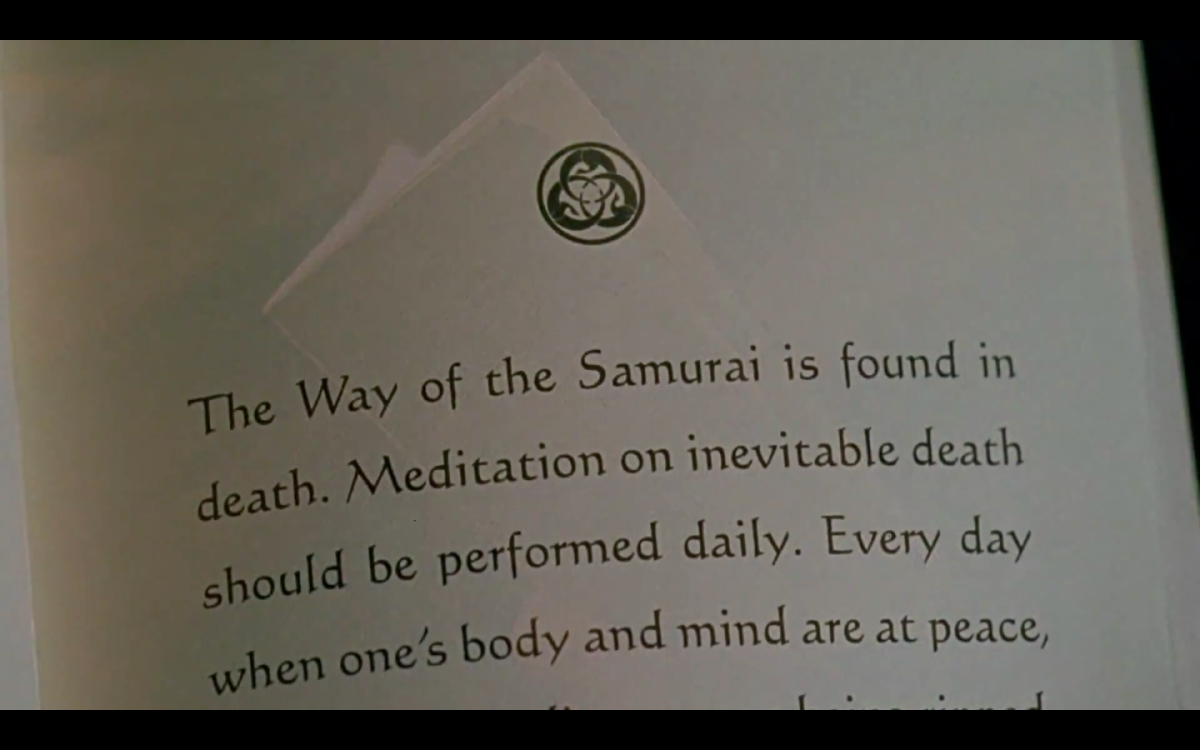 The Way of the Samurai is found in
death. Meditation on inevitable death
should be performed daily. Every day
when one's body and mind are at peace,